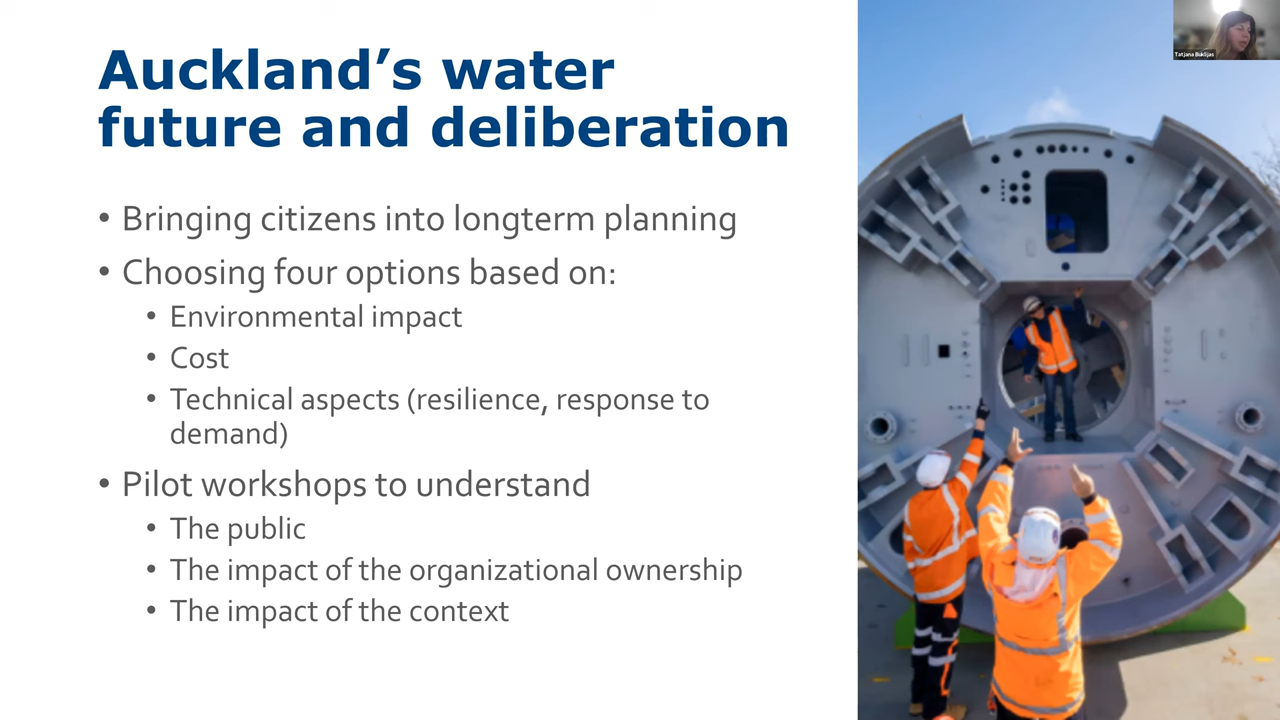 Auckland’s water
future and deliberation
• Bringing citizens into longterm planning
• Choosing four options based on:
• Environmental impact
• Cost
• Technical aspects (resilience, response to
demand)
• Pilot workshops to understand
• The public
• The impact of the organizational ownership
• The impact of the context
Tatjana Buklijas